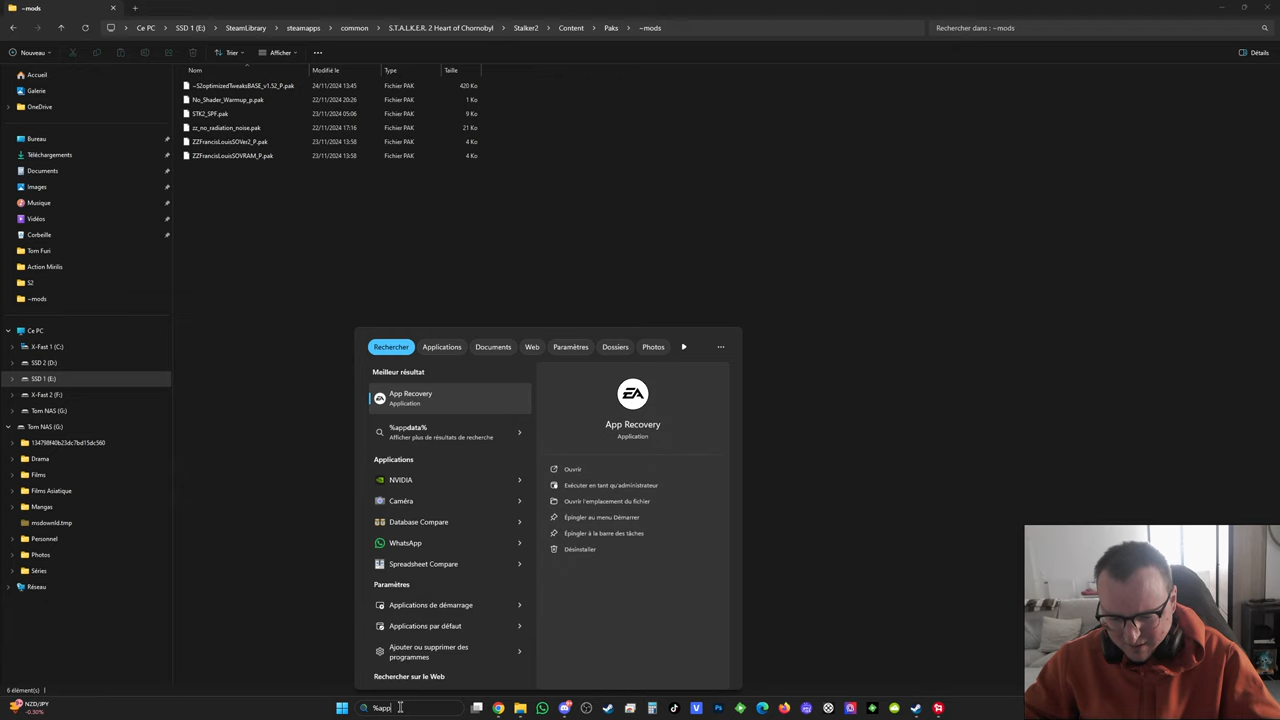 ~mods
Ce PC
SSD 1 (E:)
SteamLibrary
steamapps
common
S.T.A.L.K.E.R. 2 Heart of Chornobyl
Stalker2
Content
Paks
~mods
Rechercher dans : ~mods
Nouveau
Trier
Afficher
Détails
Nom
Modifié le
Type
Taille
~S2optimizedTweaksBASE_v1.52_P.pak
24/11/2024 13:45
Fichier PAK
420 Ko
No_Shader_Warmup_p.pak
22/11/2024 20:26
Fichier PAK
1 Ko
STK2_SPF.pak
23/11/2024 05:06
Fichier PAK
9 Ko
zz_no_radiation_noise.pak
22/11/2024 17:16
Fichier PAK
21 Ko
ZZFrancisLouisSOVer2_P.pak
23/11/2024 13:58
Fichier PAK
4 Ko
ZZFrancisLouisSOVRAM_P.pak
23/11/2024 13:58
Fichier PAK
4 Ko
Accueil
Galerie
OneDrive
Bureau
Téléchargements
Documents
Images
Musique
Vidéos
Corbeille
Tom Furi
Action Mirilis
S2
~mods
Ce PC
X-Fast 1 (C:)
SSD 2 (D:)
SSD 1 (E:)
X-Fast 2 (F:)
Tom NAS (G:)
Tom NAS (G:)
134798f40b23dc7bd15dc560
Drama
Films
Films Asiatique
Mangas
msdownld.tmp
Personnel
Photos
Séries
Réseau
6 élément(s)
Rechercher
Applications
Documents
Web
Paramètres
Dossiers
Photos
Meilleur résultat
App Recovery
Application
%appdata%
Afficher plus de résultats de recherche
Applications
NVIDIA
Caméra
Database Compare
WhatsApp
Spreadsheet Compare
Paramètres
Applications de démarrage
Applications par défaut
Ajouter ou supprimer des
programmes
Rechercher sur le Web
EA
App Recovery
Application
Ouvrir
Exécuter en tant qu'administrateur
Ouvrir l'emplacement du fichier
Épingler au menu Démarrer
Épingler à la barre des tâches
Désinstaller
NZD/JPY
-0.30%
%app